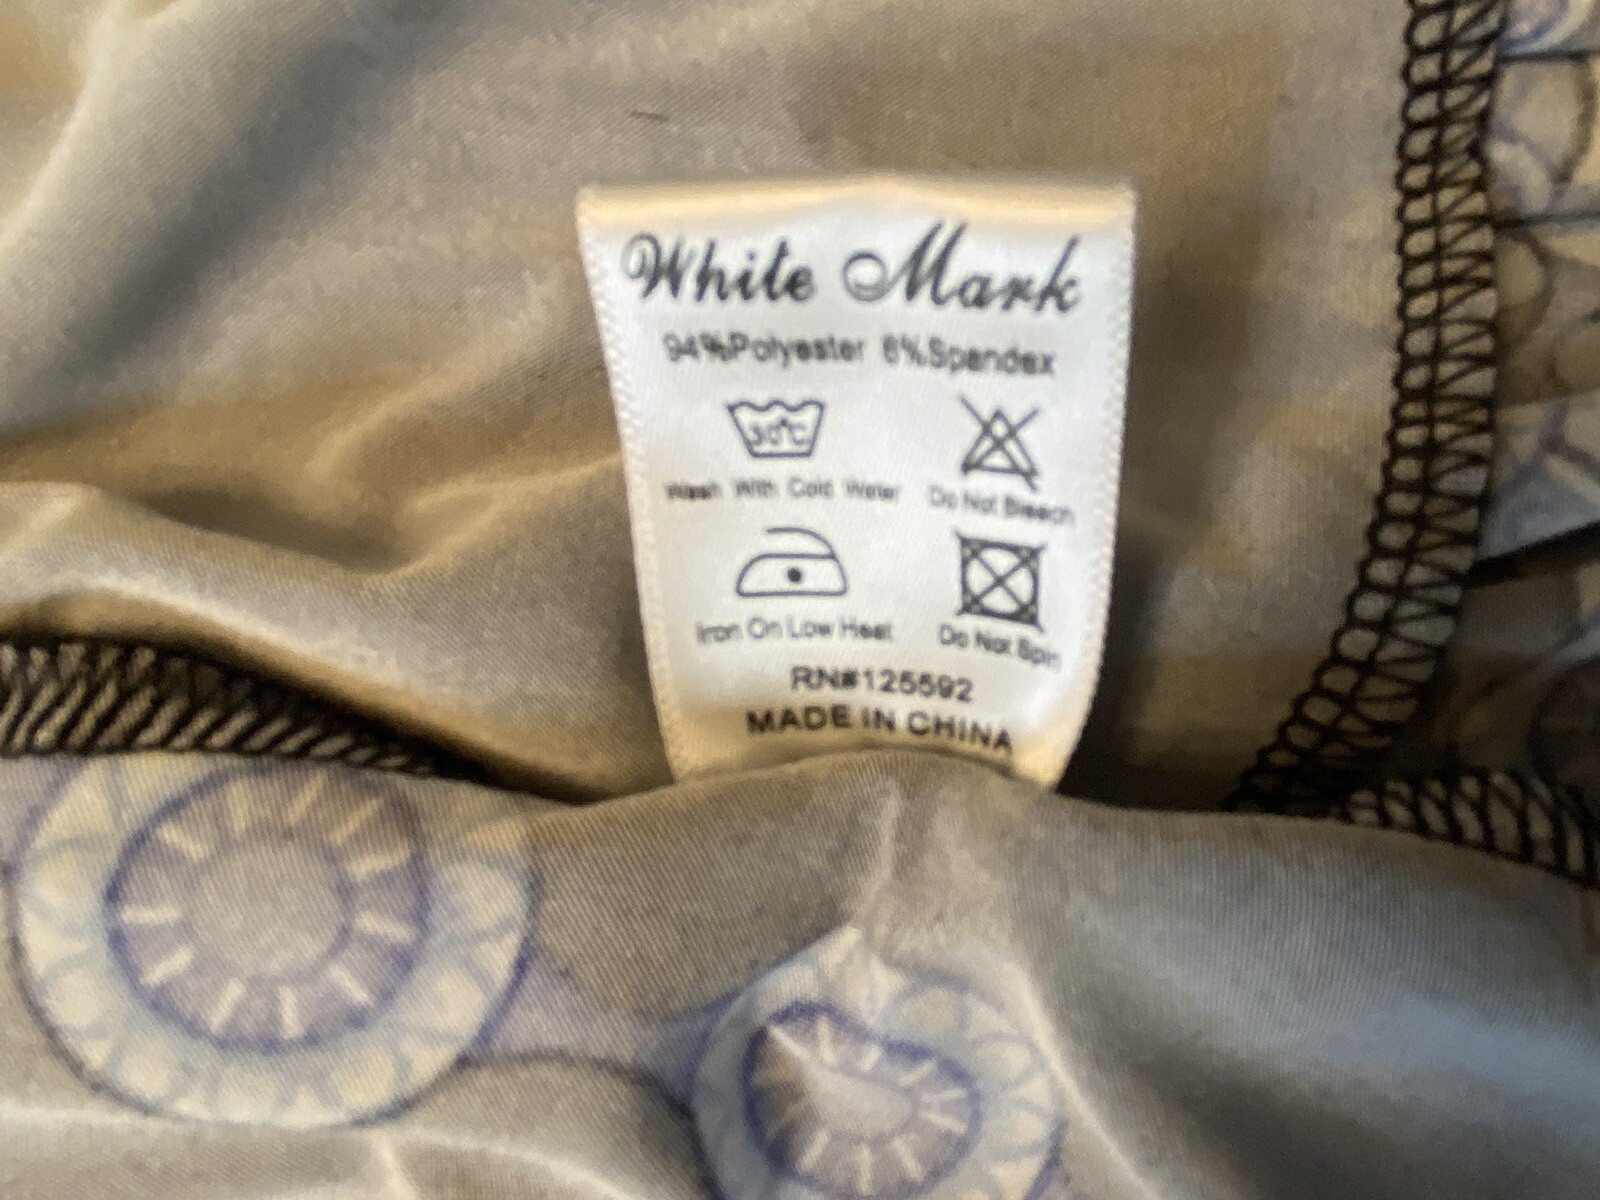 White Mark
94%Polyester 6%Spandex
30°C
Wash With Cold Water
Do Not Bleach
Iron On Low Heat
Do Not Spin
RN#125592
MADE IN CHINA